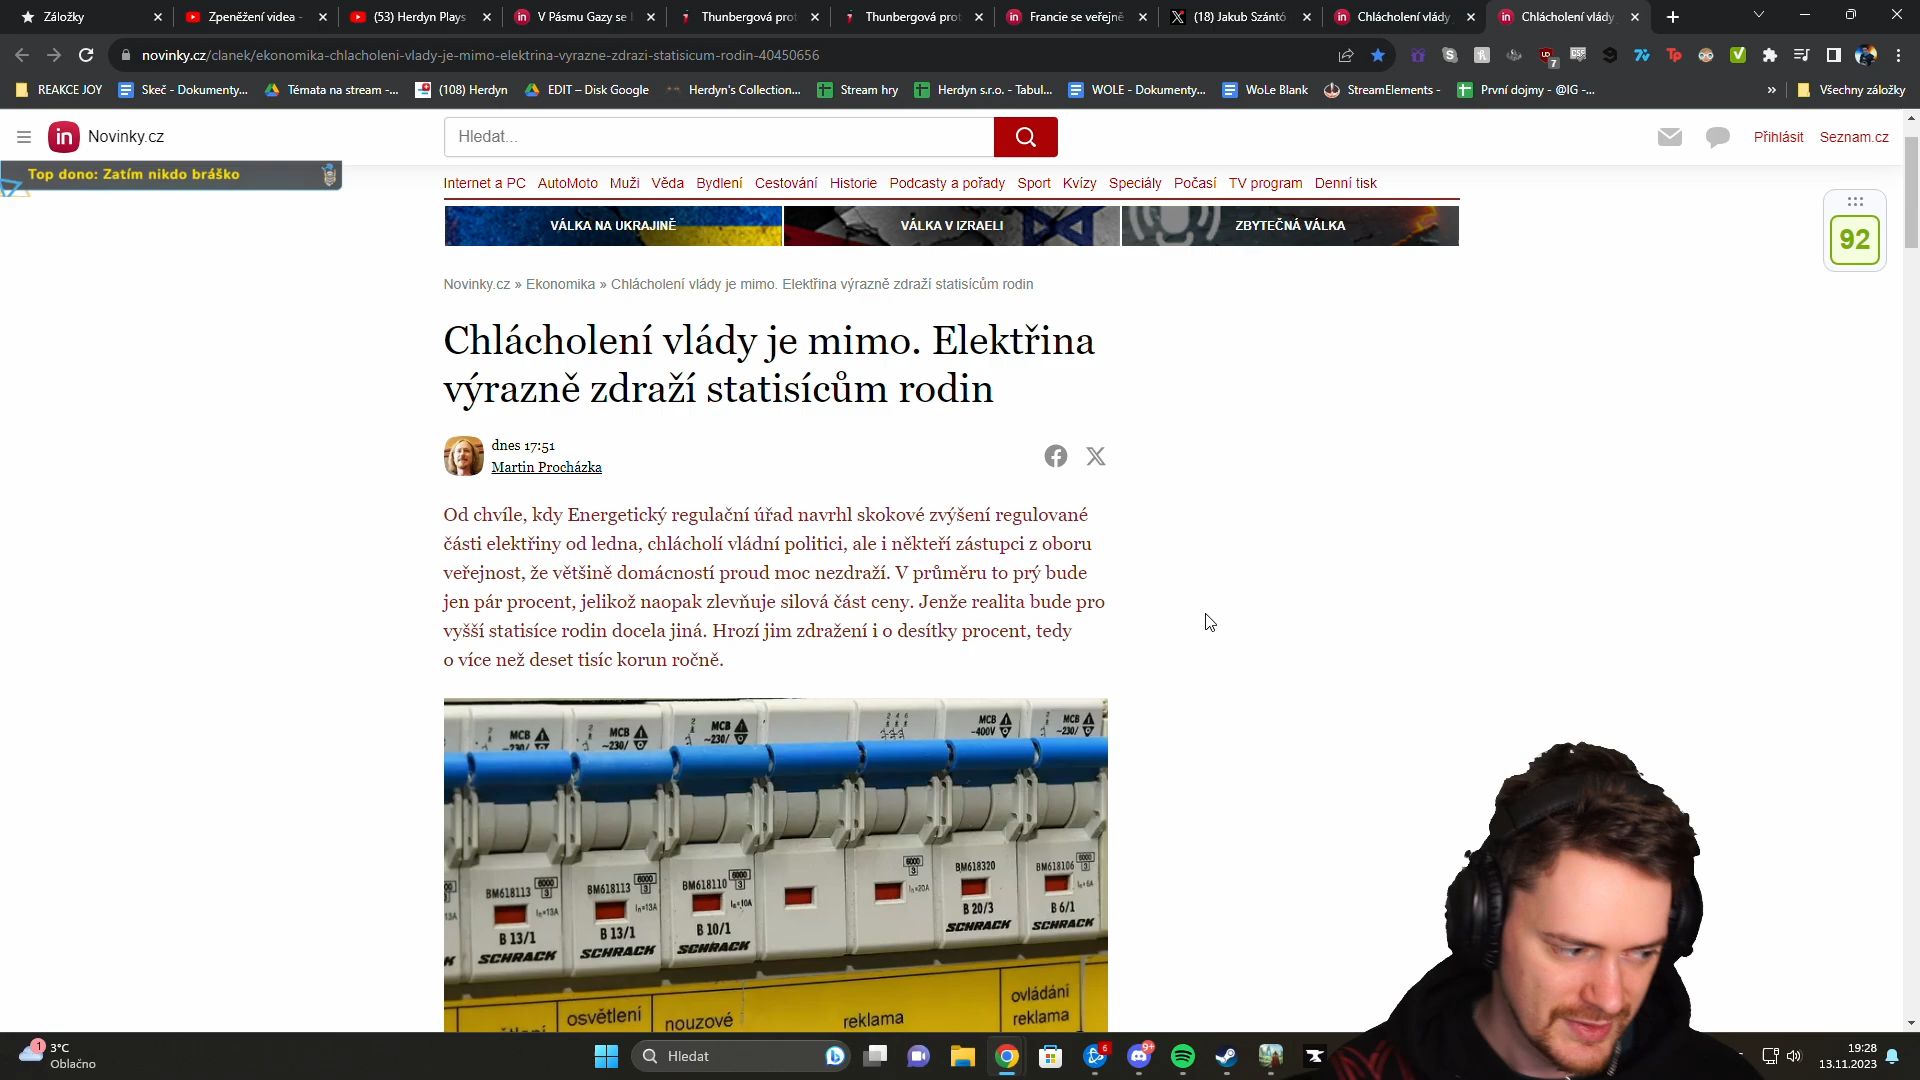 Záložky
Zpeněžení videa -
(53) Herdyn Plays
V Pásmu Gazy se
Thunbergová prot
Thunbergová prot
Francie se veřejně
(18) Jakub Szántó
Chlácholení vlády
Chlácholení vlády
novinky.cz/clanek/ekonomika-chlacholeni-vlady-je-mimo-elektrina-vyrazne-zdrazi-statisicum-rodin-40450656
REAKCE JOY
Skeč - Dokumenty...
Témata na stream -...
(108) Herdyn
EDIT – Disk Google
Herdyn's Collection...
Stream hry
Herdyn s.r.o. - Tabul...
WOLE - Dokumenty...
WoLe Blank
StreamElements -
První dojmy - @IG -...
»
Všechny záložky
in Novinky.cz
Hledat...
Přihlásit Seznam.cz
Top dono: Zatím nikdo bráško
Internet a PC AutoMoto Muži Věda Bydlení Cestování Historie Podcasty a pořady Sport Kvízy Speciály Počasí TV program Denní tisk
VÁLKA NA UKRAJINĚ
VÁLKA V IZRAELI
ZBYTEČNÁ VÁLKA
92
Novinky.cz » Ekonomika » Chlácholení vlády je mimo. Elektřina výrazně zdraží statisícům rodin
Chlácholení vlády je mimo. Elektřina
výrazně zdraží statisícům rodin
dnes 17:51
Martin Procházka
Od chvíle, kdy Energetický regulační úřad navrhl skokové zvýšení regulované
části elektřiny od ledna, chlácholí vládní politici, ale i někteří zástupci z oboru
veřejnost, že většině domácností proud moc nezdraží. V průměru to prý bude
jen pár procent, jelikož naopak zlevňuje silová část ceny. Jenže realita bude pro
vyšší statisíce rodin docela jiná. Hrozí jim zdražení i o desítky procent, tedy
o více než deset tisíc korun ročně.
MCB
~230/
MCB
~230/
MCB
~230/
MCB
~400V
MCB
~230/
BM618113
BM618113
BM618110
BM618320
BM618106
B 13/1
B 13/1
B 10/1
B 20/3
B 6/1
SCHRACK
SCHRACK
SCHRACK
SCHRACK
SCHRACK
osvětlení
nouzové
reklama
ovládání
reklama
3°C
Oblačno
Hledat
19:28
13.11.2023